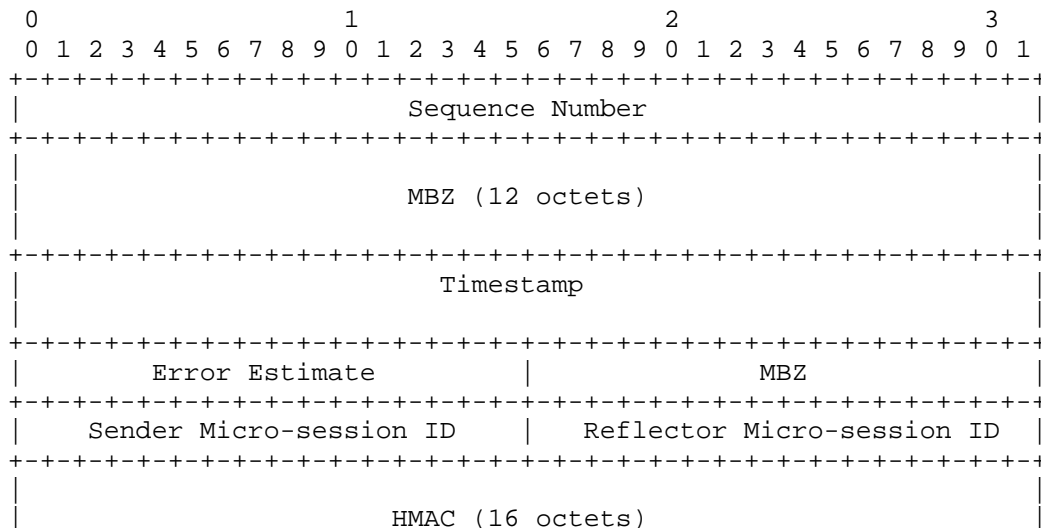 0                   1                   2                   3
 0 1 2 3 4 5 6 7 8 9 0 1 2 3 4 5 6 7 8 9 0 1 2 3 4 5 6 7 8 9 0 1
+-+-+-+-+-+-+-+-+-+-+-+-+-+-+-+-+-+-+-+-+-+-+-+-+-+-+-+-+-+-+-+-+
|                        Sequence Number                        |
+-+-+-+-+-+-+-+-+-+-+-+-+-+-+-+-+-+-+-+-+-+-+-+-+-+-+-+-+-+-+-+-+
|                                                               |
|                        MBZ (12 octets)                        |
|                                                               |
+-+-+-+-+-+-+-+-+-+-+-+-+-+-+-+-+-+-+-+-+-+-+-+-+-+-+-+-+-+-+-+-+
|                          Timestamp                            |
|                                                               |
+-+-+-+-+-+-+-+-+-+-+-+-+-+-+-+-+-+-+-+-+-+-+-+-+-+-+-+-+-+-+-+-+
|        Error Estimate         |              MBZ              |
+-+-+-+-+-+-+-+-+-+-+-+-+-+-+-+-+-+-+-+-+-+-+-+-+-+-+-+-+-+-+-+-+
|    Sender Micro-session ID    |   Reflector Micro-session ID  |
+-+-+-+-+-+-+-+-+-+-+-+-+-+-+-+-+-+-+-+-+-+-+-+-+-+-+-+-+-+-+-+-+
|                                                               |
|                       HMAC (16 octets)                        |